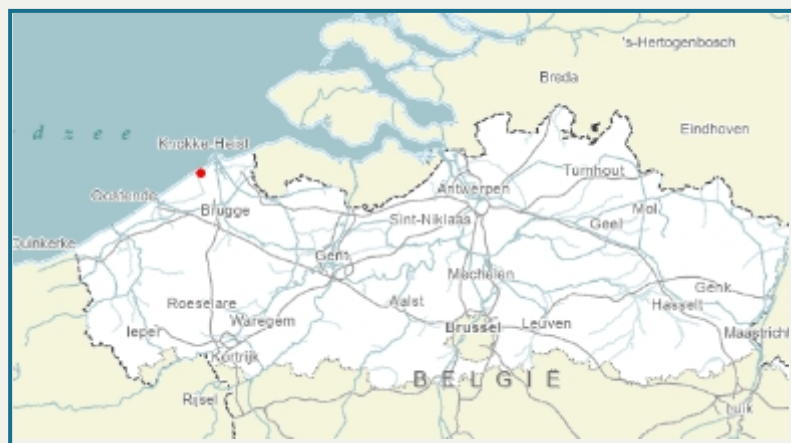 's-Hertogenbosch
Breda
Eindhoven
d z e e
Knokke-Heist
Turnhout
Antwerpen
Oostende
Mol
Brugge
Sint-Niklaas
Geel
Duinkerke
Gent
Mechelen
Genk
Roeselare
Aalst
Hasselt
Waregem
Ieper
Brussel
Leuven
Maastricht
Kortrijk
BELGIË
Rijsel
Luik